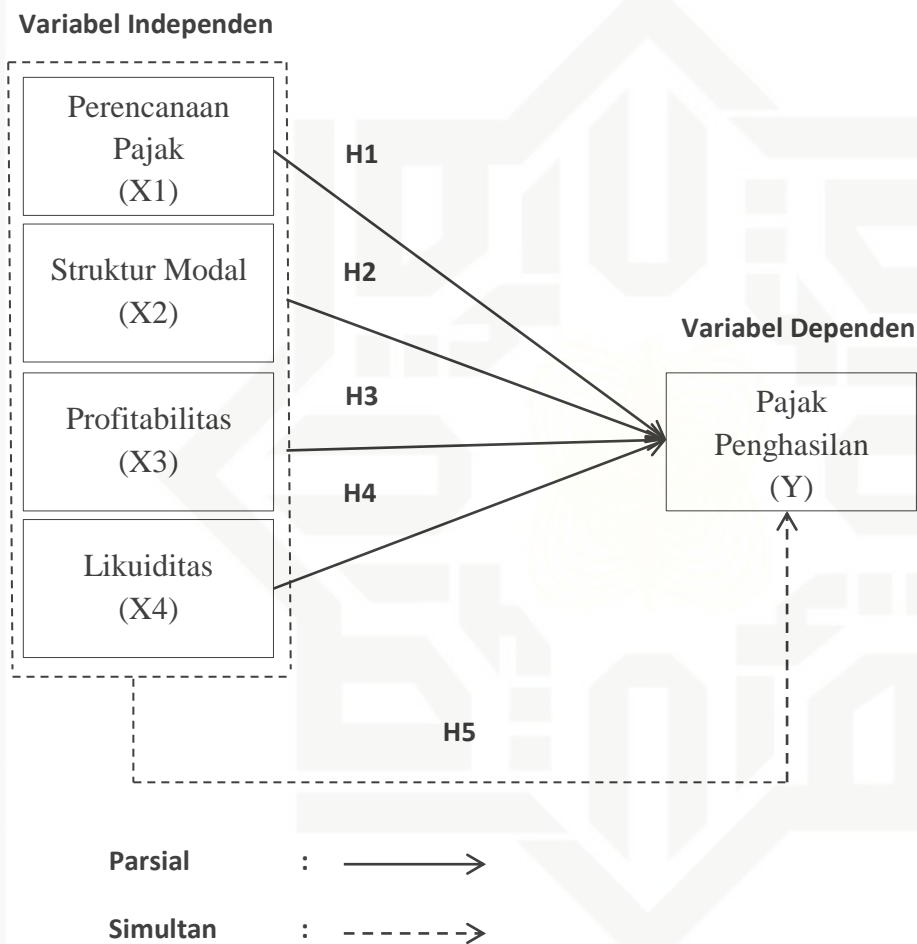 Variabel Independen
Perencanaan
Pajak
(X1)
H1
Struktur Modal
(X2)
H2
Variabel Dependen
Profitabilitas
(X3)
H3
Pajak
Penghasilan
(Y)
H4
Likuiditas
(X4)
H5
Parsial :
Simultan :